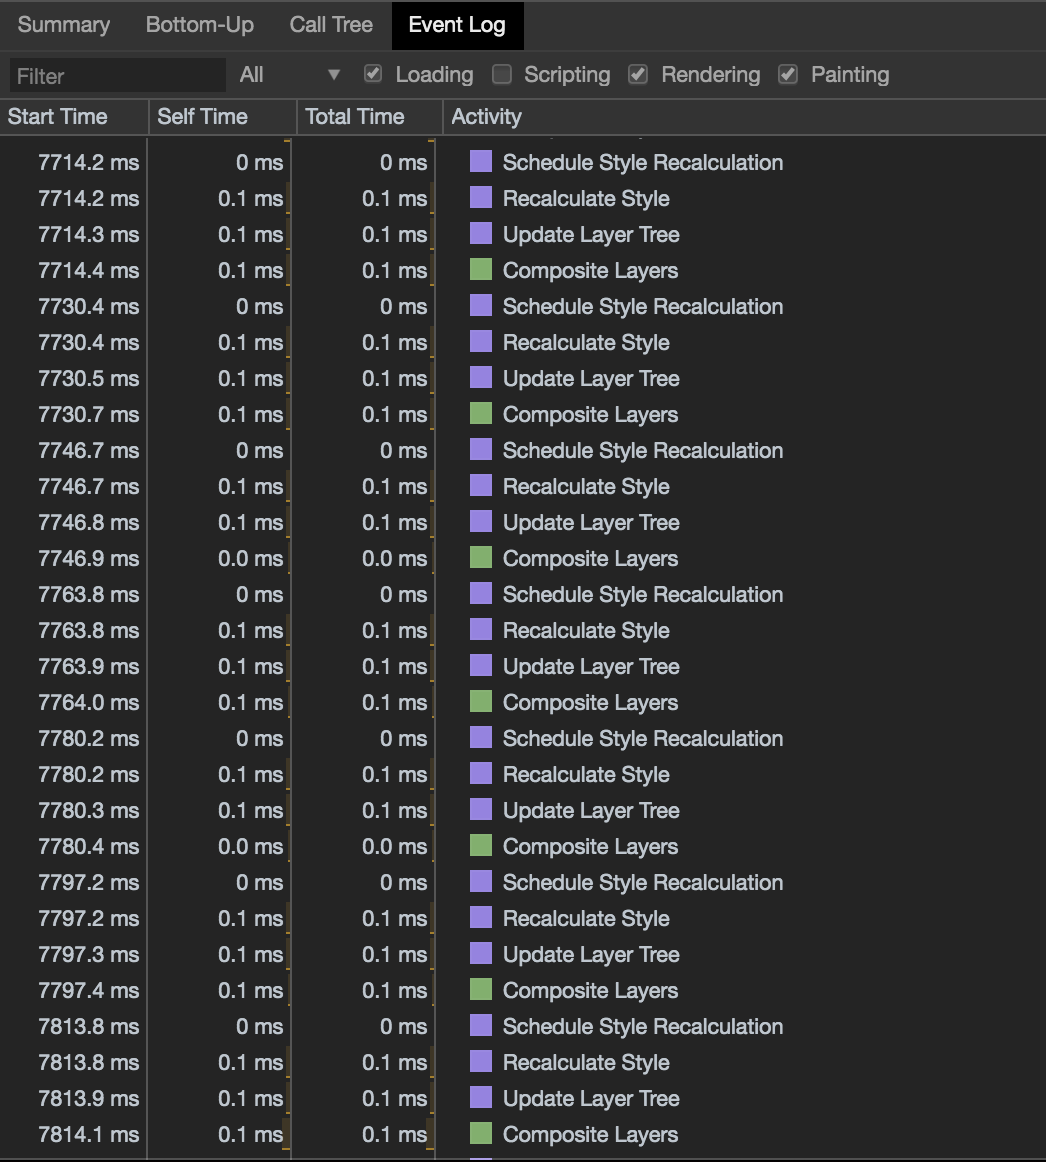 Summary Bottom-Up Call Tree Event Log
Filter All ▼ Loading Scripting Rendering Painting
Start Time Self Time Total Time Activity
7714.2 ms 0 ms 0 ms Schedule Style Recalculation
7714.2 ms 0.1 ms 0.1 ms Recalculate Style
7714.3 ms 0.1 ms 0.1 ms Update Layer Tree
7714.4 ms 0.1 ms 0.1 ms Composite Layers
7730.4 ms 0 ms 0 ms Schedule Style Recalculation
7730.4 ms 0.1 ms 0.1 ms Recalculate Style
7730.5 ms 0.1 ms 0.1 ms Update Layer Tree
7730.7 ms 0.1 ms 0.1 ms Composite Layers
7746.7 ms 0 ms 0 ms Schedule Style Recalculation
7746.7 ms 0.1 ms 0.1 ms Recalculate Style
7746.8 ms 0.1 ms 0.1 ms Update Layer Tree
7746.9 ms 0.0 ms 0.0 ms Composite Layers
7763.8 ms 0 ms 0 ms Schedule Style Recalculation
7763.8 ms 0.1 ms 0.1 ms Recalculate Style
7763.9 ms 0.1 ms 0.1 ms Update Layer Tree
7764.0 ms 0.1 ms 0.1 ms Composite Layers
7780.2 ms 0 ms 0 ms Schedule Style Recalculation
7780.2 ms 0.1 ms 0.1 ms Recalculate Style
7780.3 ms 0.1 ms 0.1 ms Update Layer Tree
7780.4 ms 0.0 ms 0.0 ms Composite Layers
7797.2 ms 0 ms 0 ms Schedule Style Recalculation
7797.2 ms 0.1 ms 0.1 ms Recalculate Style
7797.3 ms 0.1 ms 0.1 ms Update Layer Tree
7797.4 ms 0.1 ms 0.1 ms Composite Layers
7813.8 ms 0 ms 0 ms Schedule Style Recalculation
7813.8 ms 0.1 ms 0.1 ms Recalculate Style
7813.9 ms 0.1 ms 0.1 ms Update Layer Tree
7814.1 ms 0.1 ms 0.1 ms Composite Layers